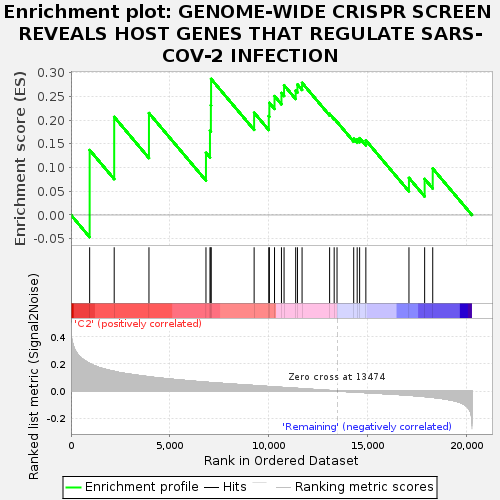 Enrichment plot: GENOME-WIDE CRISPR SCREEN
REVEALS HOST GENES THAT REGULATE SARS-
COV-2 INFECTION
Enrichment score (ES)
0.30
0.25
0.20
0.15
0.10
0.05
0.00
-0.05
'C2' (positively correlated)
Ranked list metric (Signal2Noise)
0.4
0.2
0.0
-0.2
Zero cross at 13474
'Remaining' (negatively correlated)
0
5,000
10,000
15,000
20,000
Rank in Ordered Dataset
Enrichment profile
Hits
Ranking metric scores